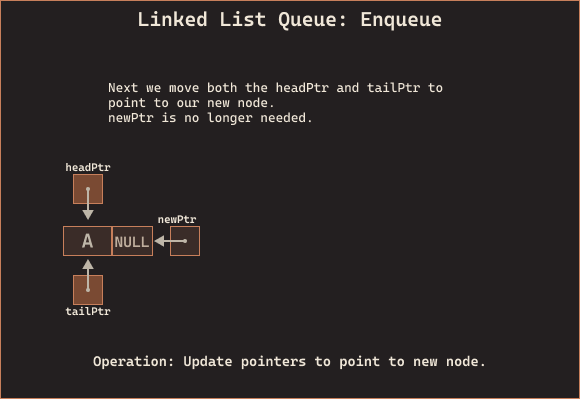 Linked List Queue: Enqueue
Next we move both the headPtr and tailPtr to
point to our new node.
newPtr is no longer needed.
headPtr
newPtr
A
NULL
tailPtr
Operation: Update pointers to point to new node.